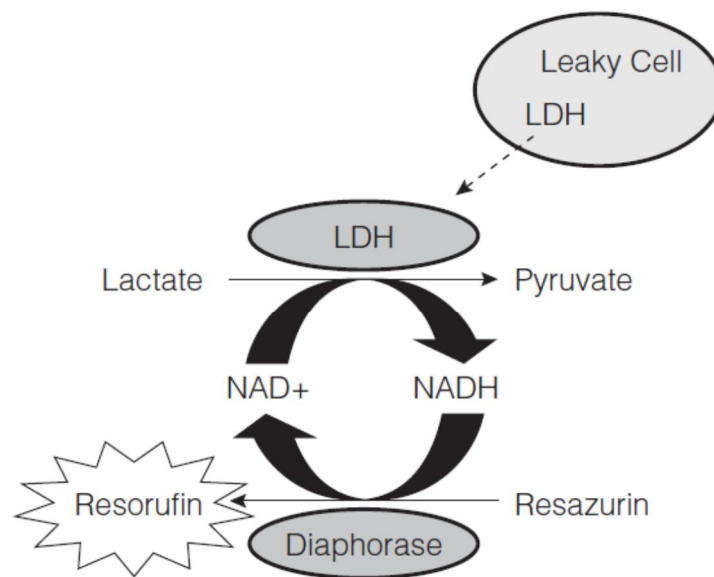 Leaky Cell
LDH
LDH
Lactate
Pyruvate
NAD+
NADH
Resorufin
Resazurin
Diaphorase